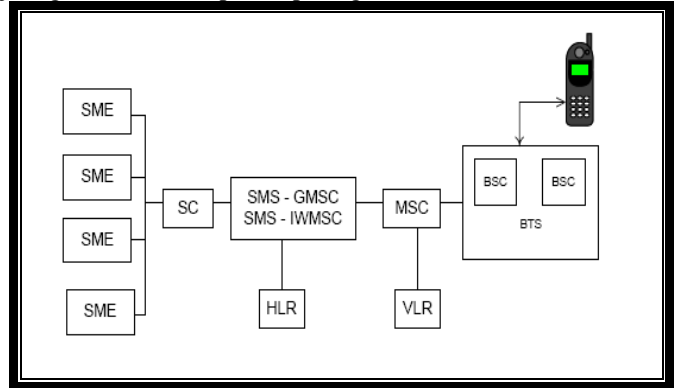 SME
SME
SME
SME
SC
SMS - GMSC
SMS - IWMSC
HLR
MSC
VLR
BSC
BSC
BTS